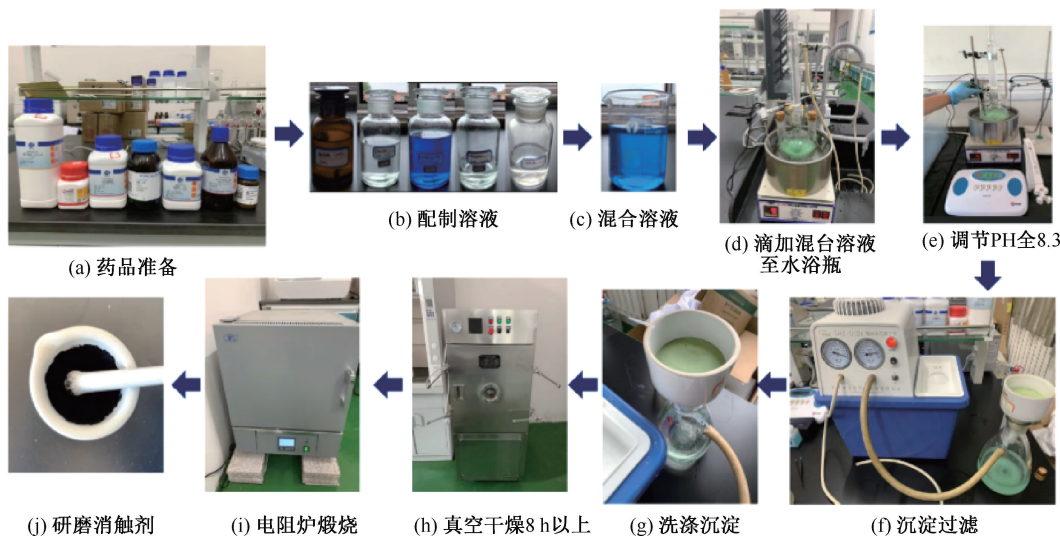 (a) 药品准备
(b) 配制溶液
(c) 混合溶液
(d) 滴加混台溶液
至水浴瓶
(e) 调节PH全8.3
(f) 沉淀过滤
(g) 洗涤沉淀
(h) 真空干燥8 h以上
(i) 电阻炉煅烧
(j) 研磨消触剂